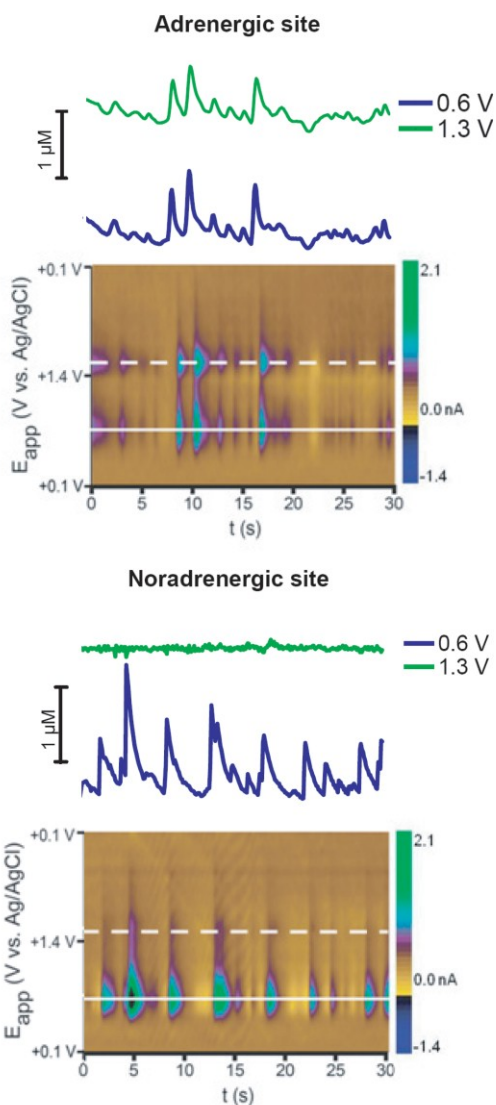 Adrenergic site
0.6 V
1.3 V
1 µM
+0.1 V
+1.4 V
+0.1 V
E_app (V vs. Ag/AgCl)
2.1
0.0 nA
-1.4
0 5 10 15 20 25 30
t (s)
Noradrenergic site
0.6 V
1.3 V
1 µM
+0.1 V
+1.4 V
+0.1 V
E_app (V vs. Ag/AgCl)
2.1
0.0 nA
-1.4
0 5 10 15 20 25 30
t (s)